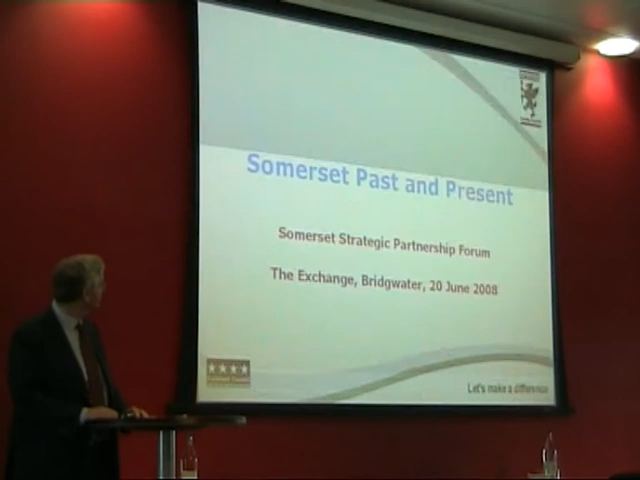 Somerset Past and Present
Somerset Strategic Partnership Forum
The Exchange, Bridgwater, 20 June 2008
Let's make a difference